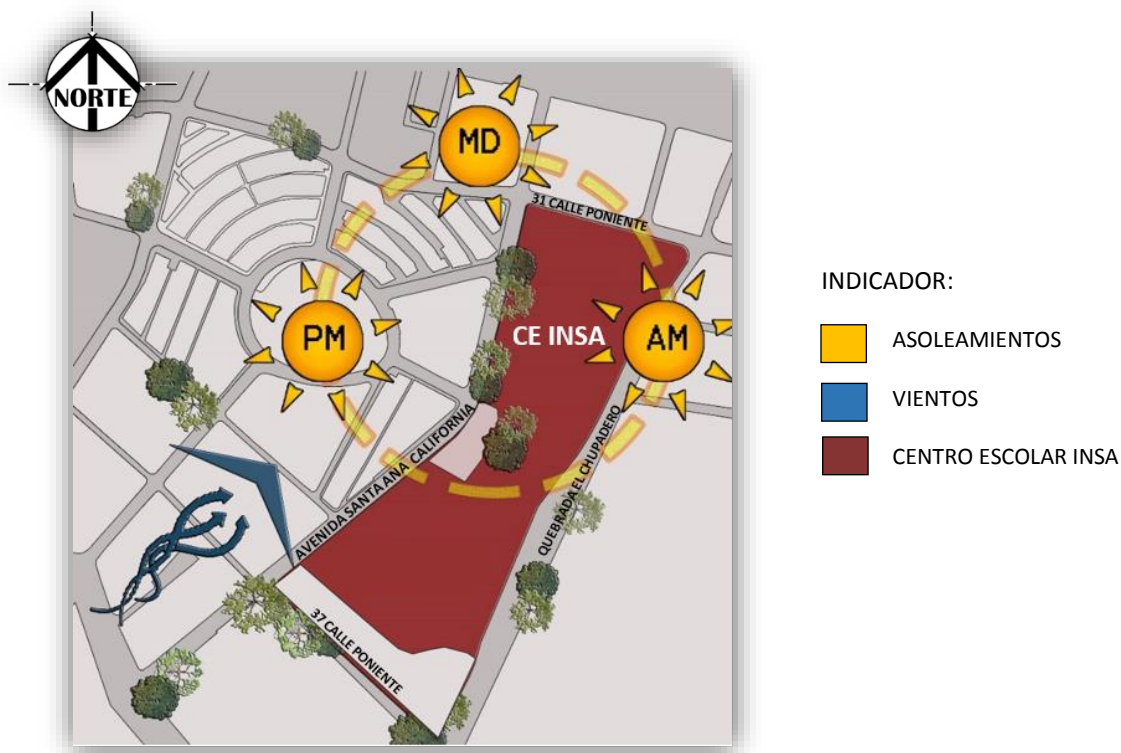 NORTE
MD
31 CALLE PONIENTE
CE INSA
PM
AM
AVENIDA SANTA ANA CALIFORNIA
QUEBRADA EL CHUPADERO
37 CALLE PONIENTE
INDICADOR:
ASOLEAMIENTOS
VIENTOS
CENTRO ESCOLAR INSA